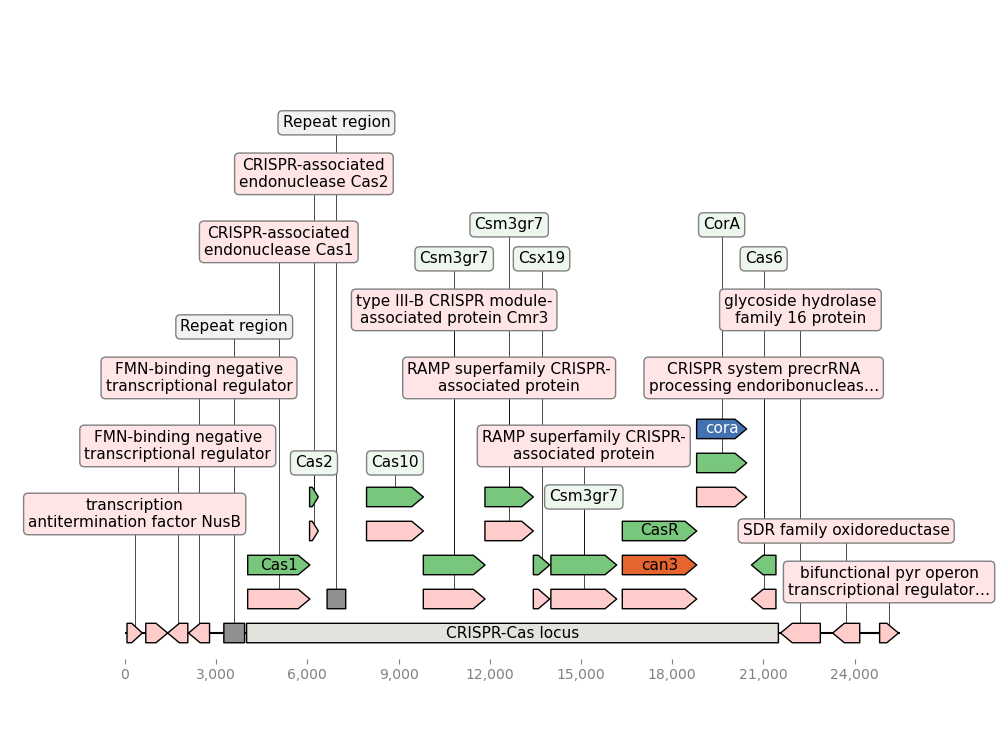 Repeat region
CRISPR-associated
endonuclease Cas2
CRISPR-associated
endonuclease Cas1
Csm3gr7
CorA
Csm3gr7
Csx19
Cas6
type III-B CRISPR module-
associated protein Cmr3
glycoside hydrolase
family 16 protein
Repeat region
FMN-binding negative
transcriptional regulator
RAMP superfamily CRISPR-
associated protein
CRISPR system precrRNA
processing endoribonucleas…
cora
FMN-binding negative
transcriptional regulator
RAMP superfamily CRISPR-
associated protein
Cas2
Cas10
Csm3gr7
transcription
antitermination factor NusB
CasR
SDR family oxidoreductase
Cas1
can3
bifunctional pyr operon
transcriptional regulator…
CRISPR-Cas locus
0
3,000
6,000
9,000
12,000
15,000
18,000
21,000
24,000